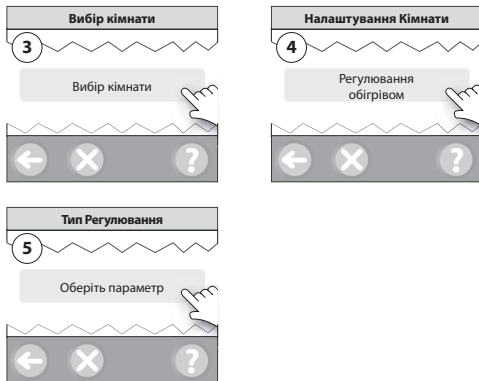 Вибір кімнати
3
Вибір кімнати
?
Налаштування Кімнати
4
Регулювання
обігрівом
?
Тип Регулювання
5
Оберіть параметр
?